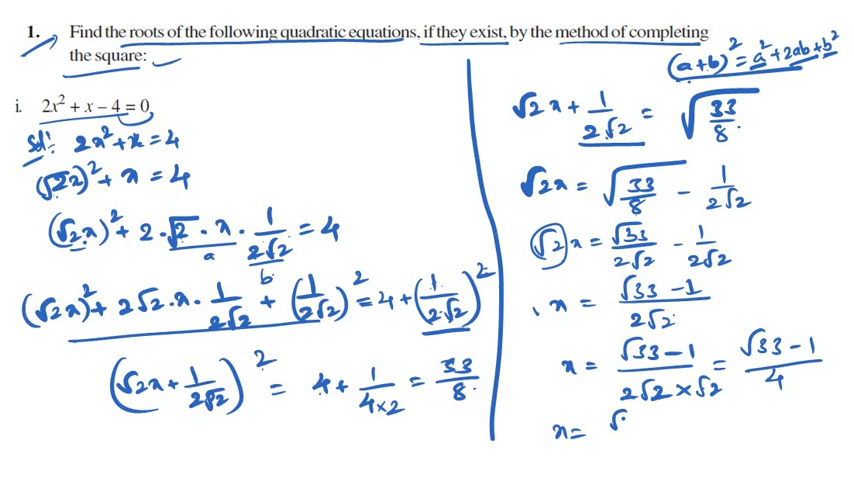 1. Find the roots of the following quadratic equations, if they exist, by the method of completing
the square:
i. 2x² + x – 4 = 0
Sol: 2x² + x = 4
(√2x)² + x = 4
(√2x)² + 2·√2·x·1/2√2 = 4
a b
(√2x)² + 2√2·x·1/2√2 + (1/2√2)² = 4 + (1/2√2)²
(√2x + 1/2√2)² = 4 + 1/4×2 = 33/8
(a+b)² = a² + 2ab + b²
√2x + 1/2√2 = √33/8
√2x = √33/8 – 1/2√2
√2x = √33/2√2 – 1/2√2
x = √33 – 1/2√2
x = √33 – 1/2√2×√2 = √33 – 1/4
x = √